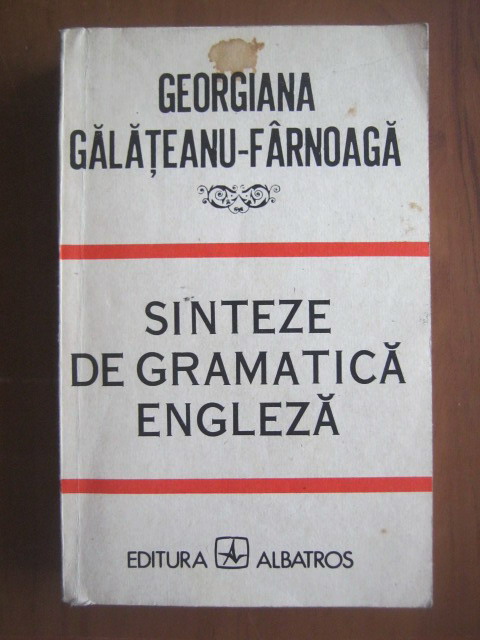 GEORGIANA
GĂLĂȚEANU-FÂRNOAGĂ
SINTEZE
DE GRAMATICĂ
ENGLEZĂ
EDITURA A ALBATROS